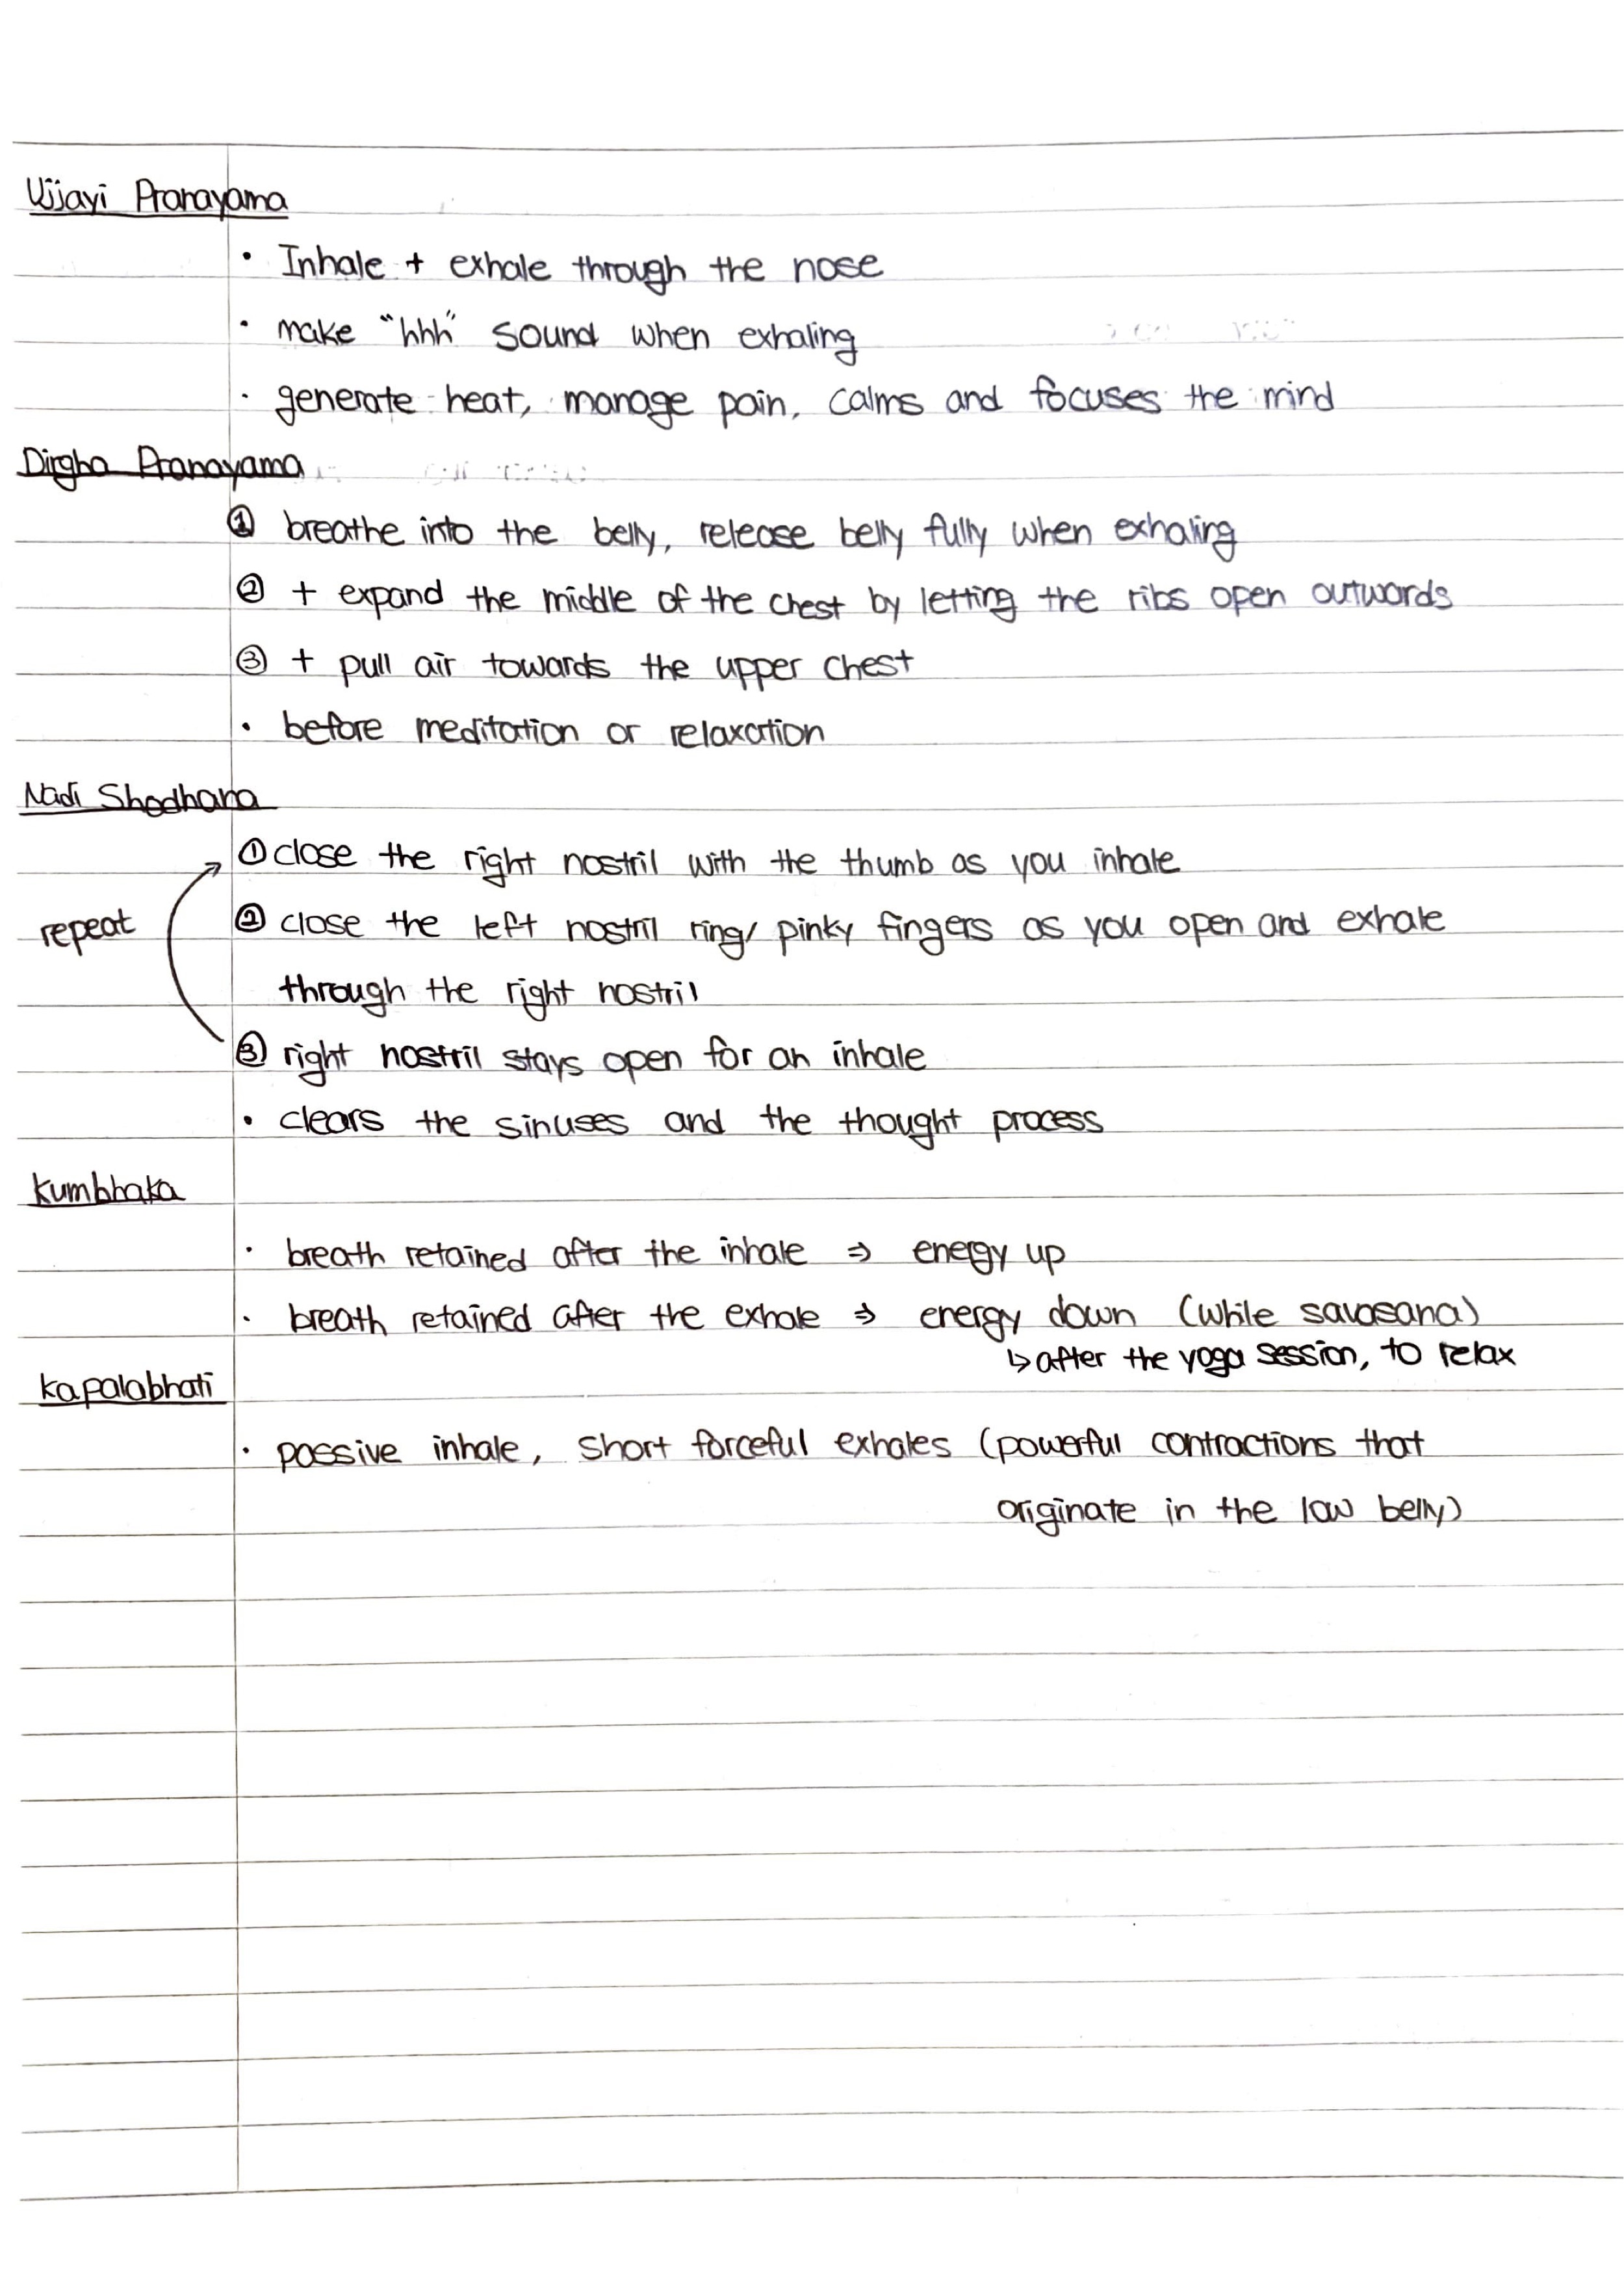 Ujjayi Pranayama
• Inhale + exhale through the nose
• make "hhh" sound when exhaling
• generate heat, manage pain, calms and focuses the mind
Dirgha Pranayama
① breathe into the belly, release belly fully when exhaling
② + expand the middle of the chest by letting the ribs open outwards
③ + pull air towards the upper chest
• before meditation or relaxation
Nadi Shodhana
① close the right nostril with the thumb as you inhale
repeat
② close the left nostril ring/ pinky fingers as you open and exhale
through the right nostril
③ right nostril stays open for an inhale
• clears the sinuses and the thought process
Kumbhaka
• breath retained after the inhale ⇒ energy up
• breath retained after the exhale ⇒ energy down (while savasana)
↳ after the yoga session, to relax
Kapalabhati
• passive inhale, short forceful exhales (powerful contractions that
originate in the low belly)